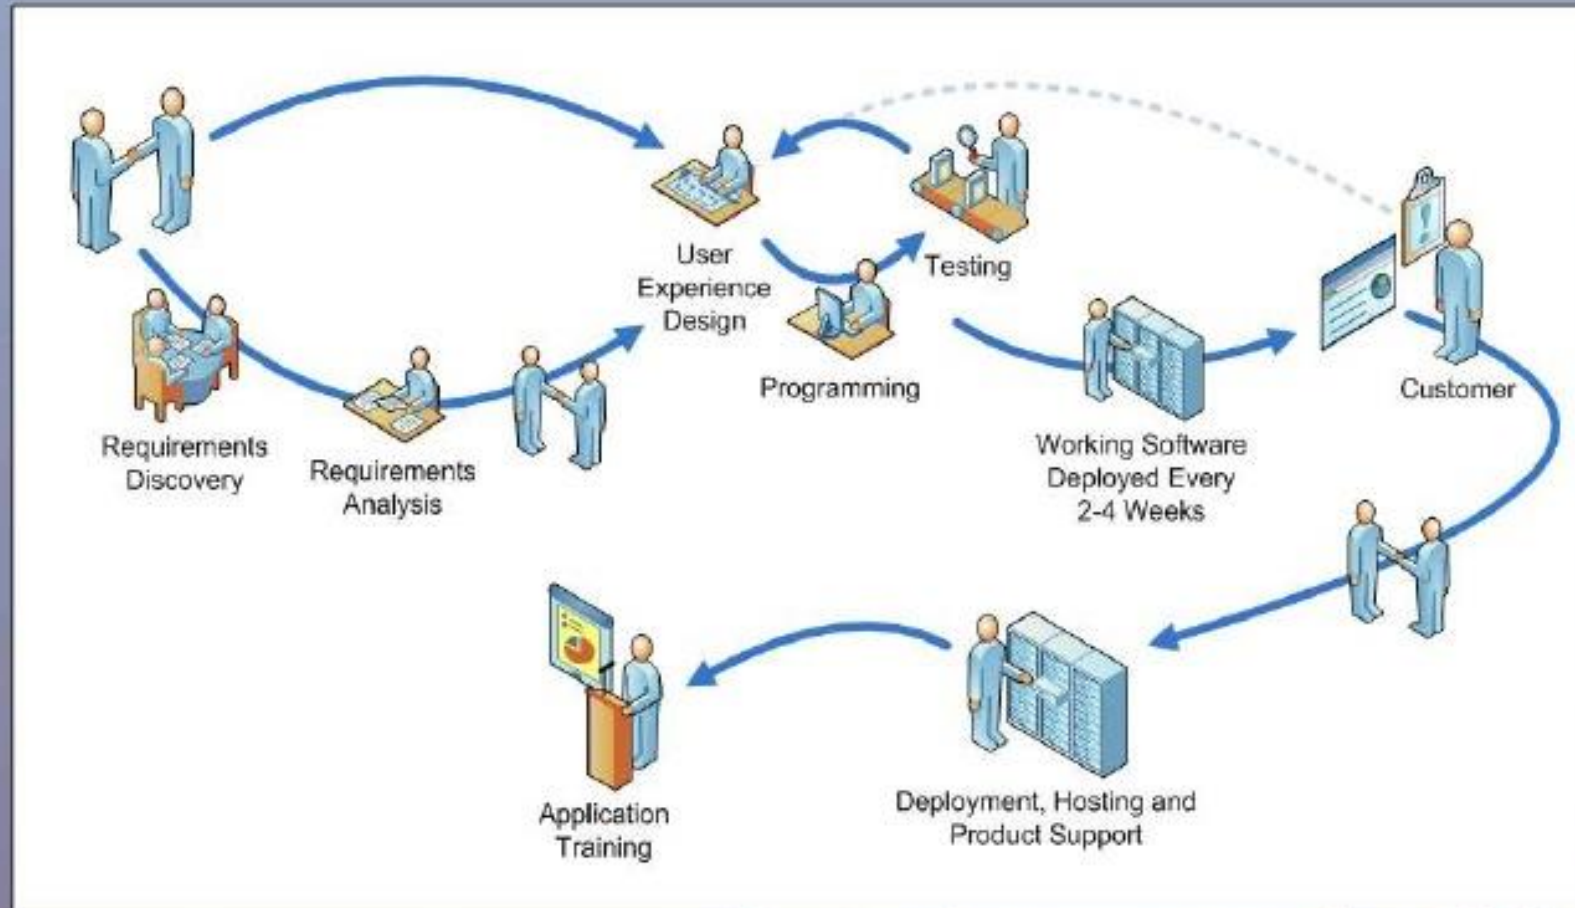 User
Experience
Design
Testing
Programming
Customer
Requirements
Discovery
Requirements
Analysis
Working Software
Deployed Every
2-4 Weeks
Application
Training
Deployment, Hosting and
Product Support